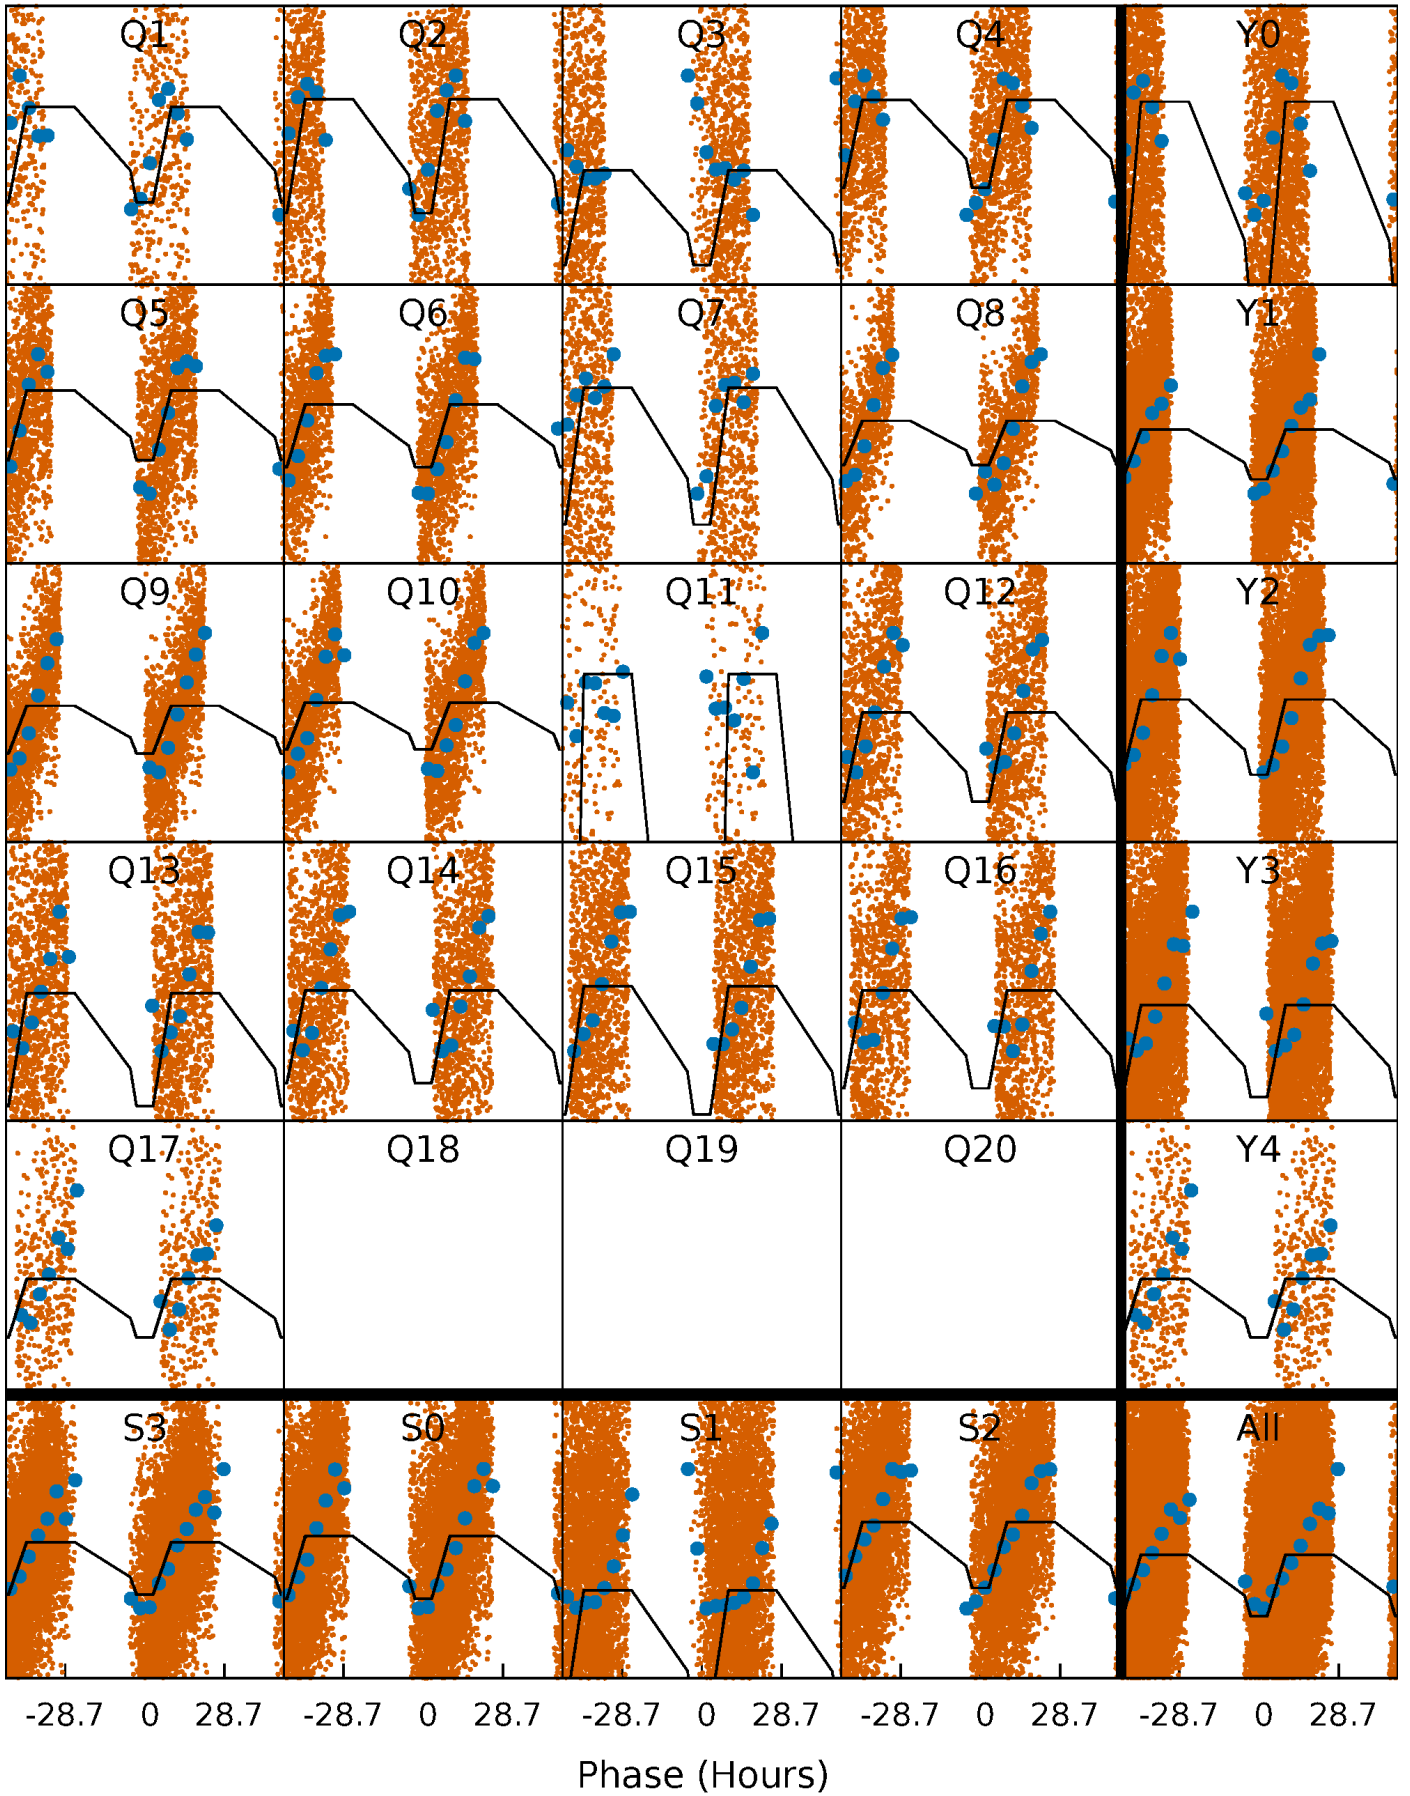 Q1 Q2 Q3 Q4 Y0
Q5 Q6 Q7 Q8 Y1
Q9 Q10 Q11 Q12 Y2
Q13 Q14 Q15 Q16 Y3
Q17 Q18 Q19 Q20 Y4
S3 S0 S1 S2 All
-28.7 0 28.7 -28.7 0 28.7 -28.7 0 28.7 -28.7 0 28.7 -28.7 0 28.7
Phase (Hours)